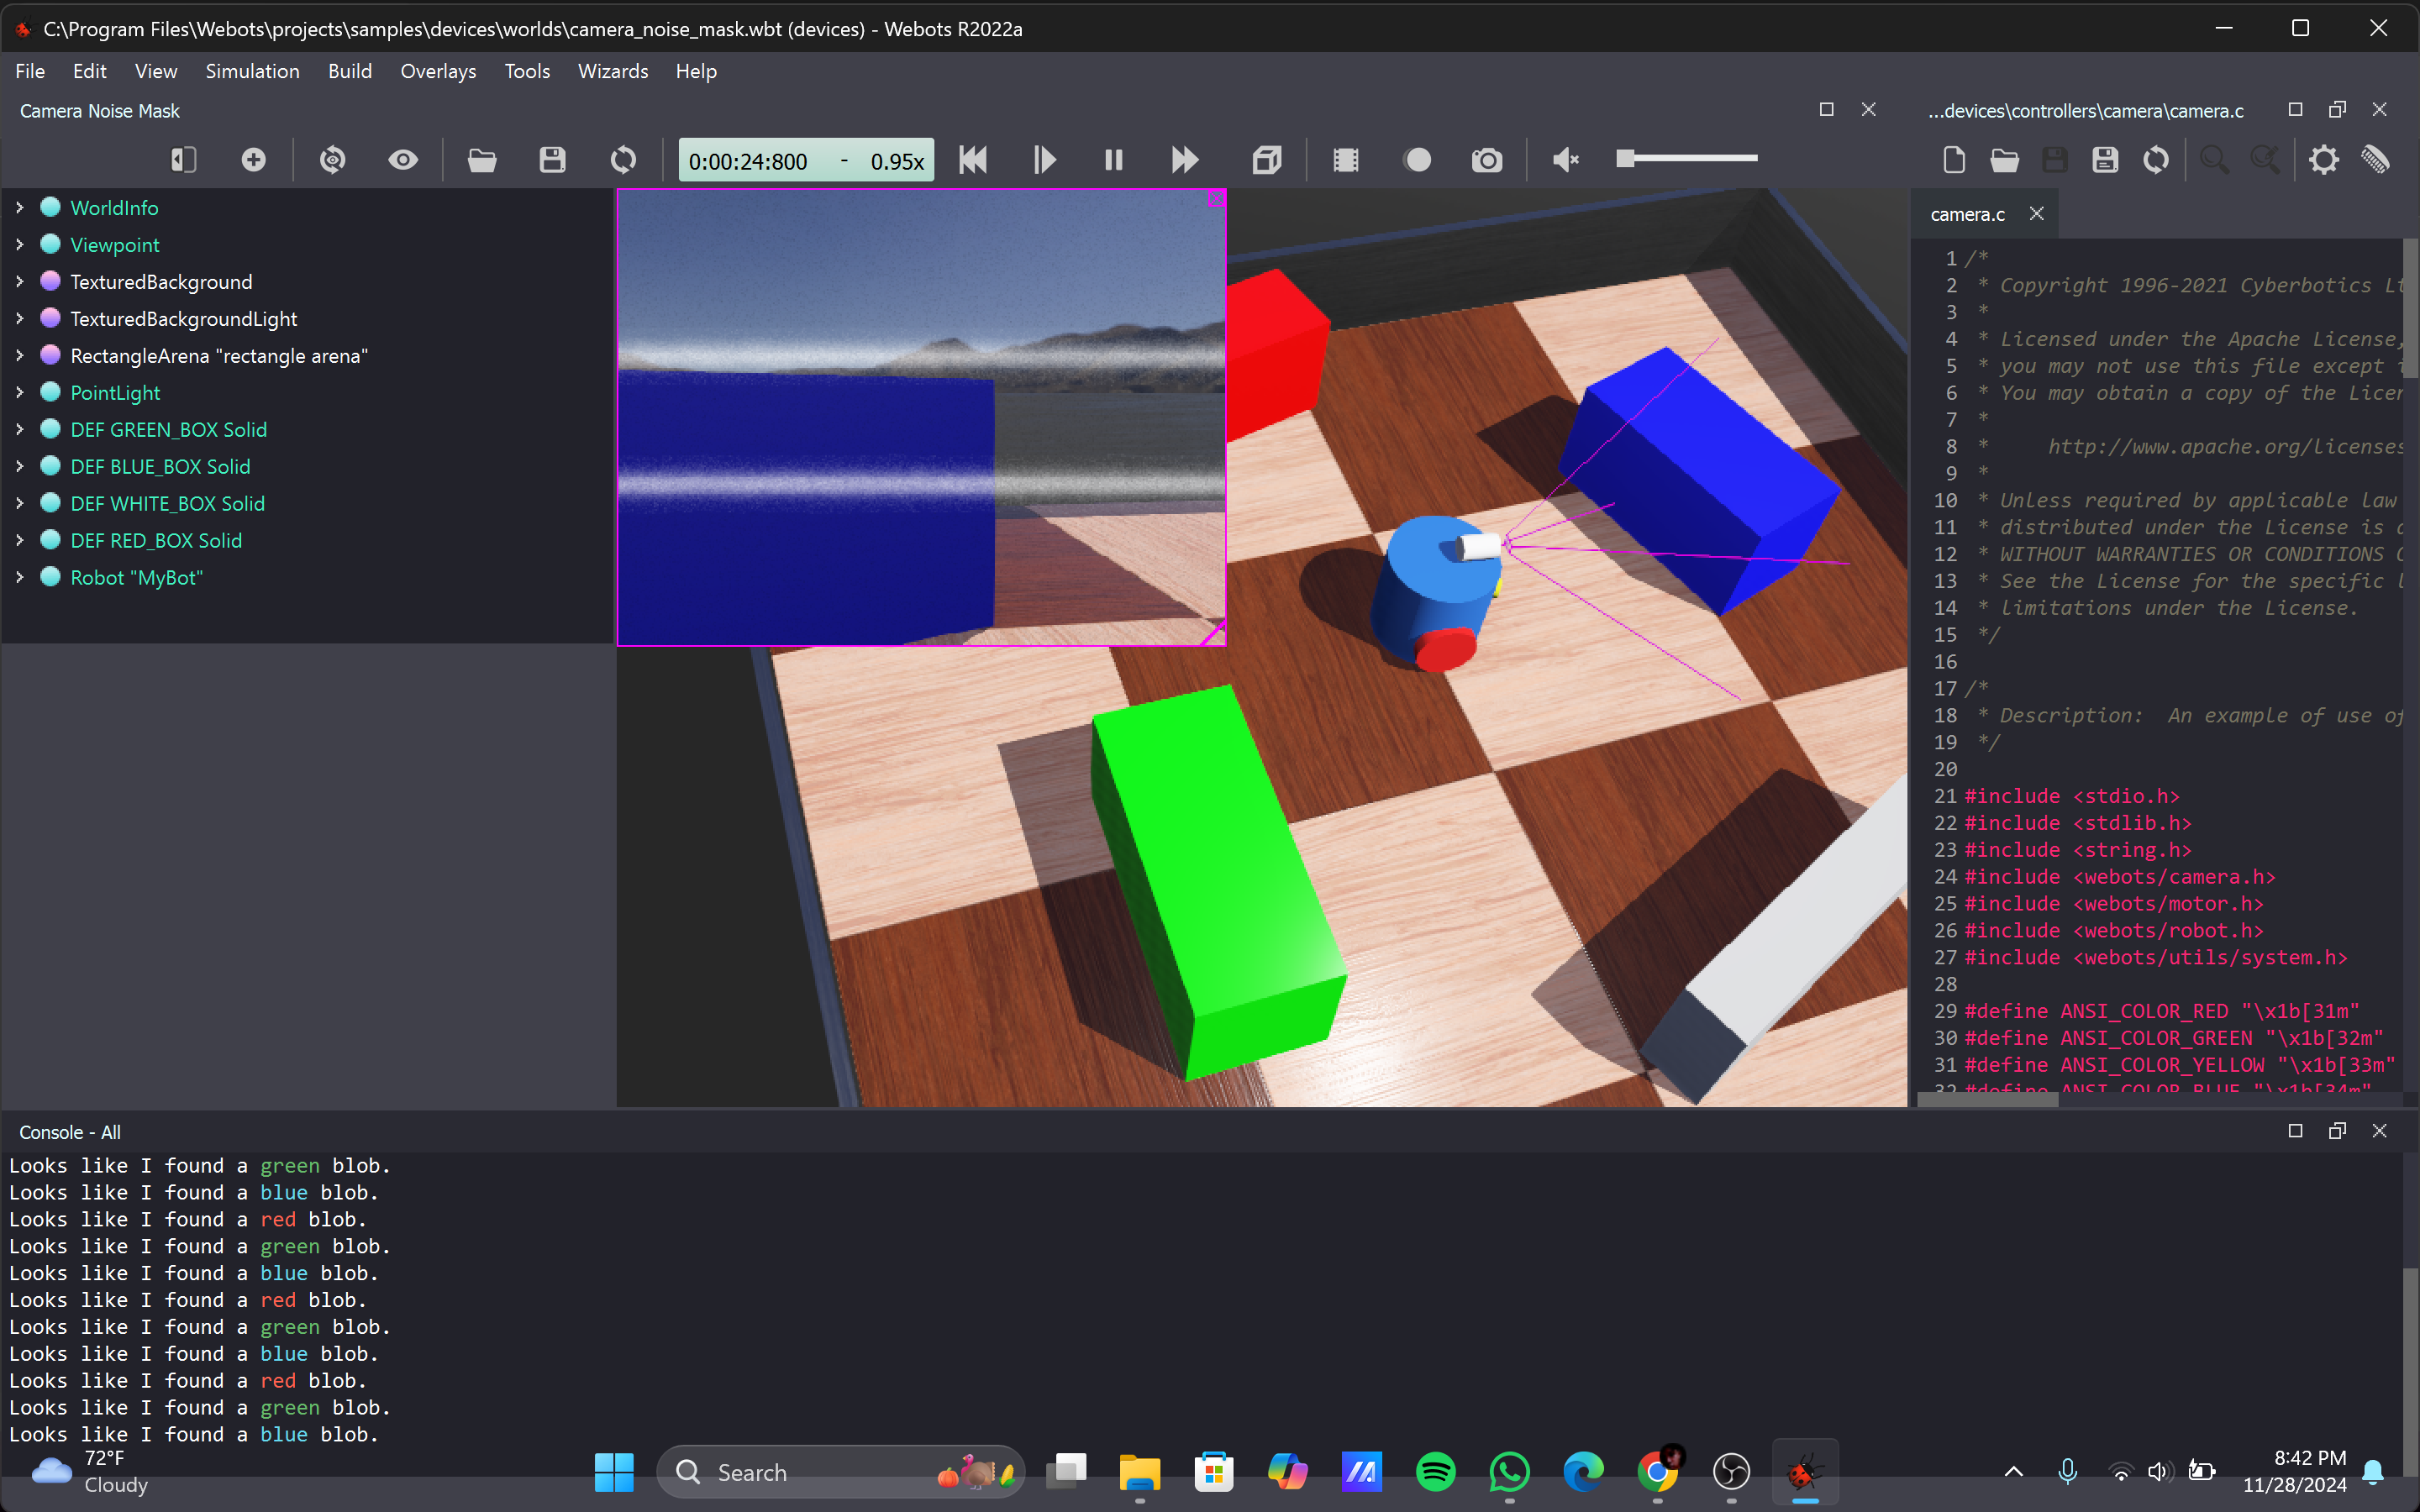 C:\Program Files\Webots\projects\samples\devices\worlds\camera_noise_mask.wbt (devices) - Webots R2022a
File Edit View Simulation Build Overlays Tools Wizards Help
Camera Noise Mask
...devices\controllers\camera\camera.c
0:00:24:800 - 0.95x
WorldInfo
Viewpoint
TexturedBackground
TexturedBackgroundLight
RectangleArena "rectangle arena"
PointLight
DEF GREEN_BOX Solid
DEF BLUE_BOX Solid
DEF WHITE_BOX Solid
DEF RED_BOX Solid
Robot "MyBot"
camera.c
1 /*
2 * Copyright 1996-2021 Cyberbotics Lt
3 *
4 * Licensed under the Apache License,
5 * you may not use this file except i
6 * You may obtain a copy of the Licen
7 *
8 * http://www.apache.org/licenses
9 *
10 * Unless required by applicable law
11 * distributed under the License is d
12 * WITHOUT WARRANTIES OR CONDITIONS O
13 * See the License for the specific l
14 * limitations under the License.
15 */
16
17 /*
18 * Description: An example of use of
19 */
20
21 #include <stdio.h>
22 #include <stdlib.h>
23 #include <string.h>
24 #include <webots/camera.h>
25 #include <webots/motor.h>
26 #include <webots/robot.h>
27 #include <webots/utils/system.h>
28
29 #define ANSI_COLOR_RED "\x1b[31m"
30 #define ANSI_COLOR_GREEN "\x1b[32m"
31 #define ANSI_COLOR_YELLOW "\x1b[33m"
32 #define ANSI_COLOR_BLUE "\x1b[34m"
Console - All
Looks like I found a green blob.
Looks like I found a blue blob.
Looks like I found a red blob.
Looks like I found a green blob.
Looks like I found a blue blob.
Looks like I found a red blob.
Looks like I found a green blob.
Looks like I found a blue blob.
Looks like I found a red blob.
Looks like I found a green blob.
Looks like I found a blue blob.
72°F
Cloudy
Search
8:42 PM
11/28/2024